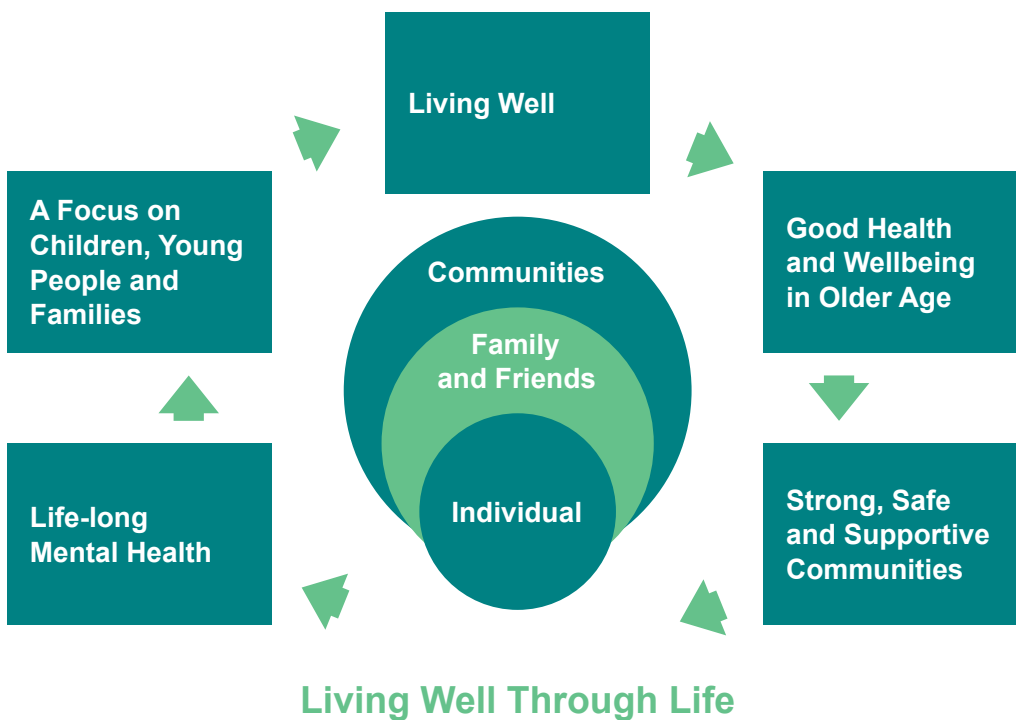 Living Well
A Focus on
Children, Young
People and
Families
Good Health
and Wellbeing
in Older Age
Communities
Family
and Friends
Individual
Life-long
Mental Health
Strong, Safe
and Supportive
Communities
Living Well Through Life